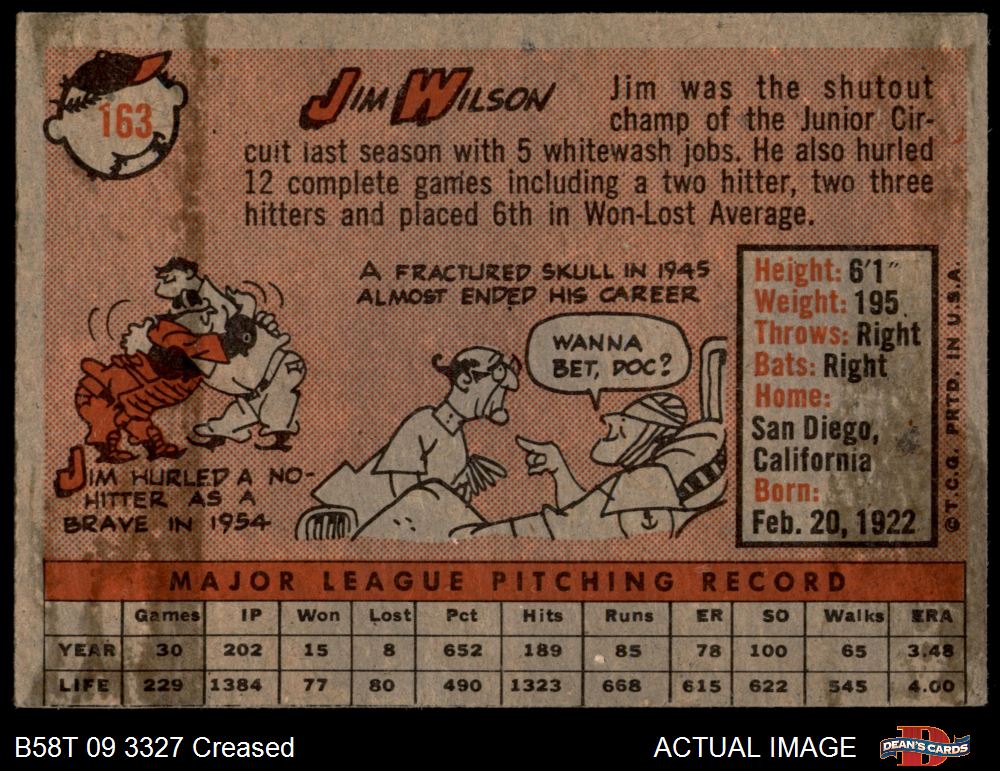 163
JIM WILSON
Jim was the shutout
champ of the Junior Cir-
cuit last season with 5 whitewash jobs. He also hurled
12 complete games including a two hitter, two three
hitters and placed 6th in Won-Lost Average.
A FRACTURED SKULL IN 1945
ALMOST ENDED HIS CAREER
WANNA
BET, DOC?
JIM HURLED A NO-
HITTER AS A
BRAVE IN 1954
Height: 6'1"
Weight: 195
Throws: Right
Bats: Right
Home:
San Diego,
California
Born:
Feb. 20, 1922
© T.C.G. PRTD. IN U.S.A.
MAJOR LEAGUE PITCHING RECORD
Games IP Won Lost Pct Hits Runs ER SO Walks ERA
YEAR 30 202 15 8 652 189 85 78 100 65 3.48
LIFE 229 1384 77 80 490 1323 668 615 622 545 4.00
B58T 09 3327 Creased
ACTUAL IMAGE
DEAN'S CARDS